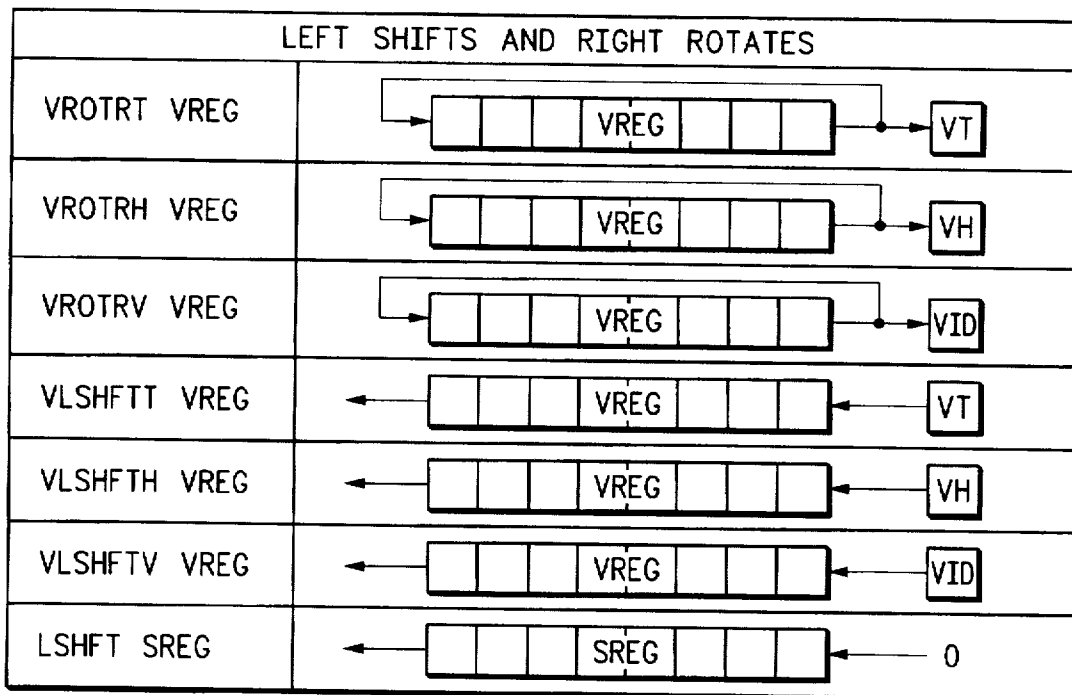 LEFT SHIFTS AND RIGHT ROTATES
VROTRT VREG VREG VT
VROTRH VREG VREG VH
VROTRV VREG VREG VID
VLSHFTT VREG VREG VT
VLSHFTH VREG VREG VH
VLSHFTV VREG VREG VID
LSHFT SREG SREG 0